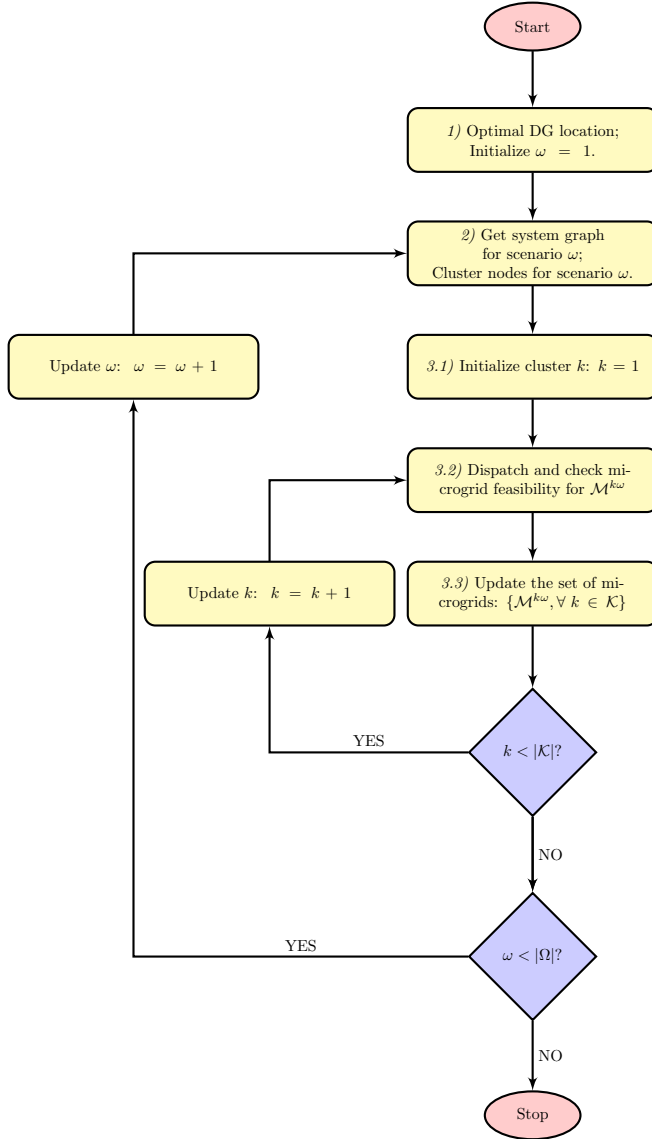 Start
1) Optimal DG location;
Initialize ω = 1.
2) Get system graph
for scenario ω;
Cluster nodes for scenario ω.
Update ω: ω = ω + 1
3.1) Initialize cluster k: k = 1
3.2) Dispatch and check mi-
crogrid feasibility for ℳ^{kω}
Update k: k = k + 1
3.3) Update the set of mi-
crogrids: {ℳ^{kω}, ∀ k ∈ 𝒦}
YES
k < |𝒦|?
NO
YES
ω < |Ω|?
NO
Stop